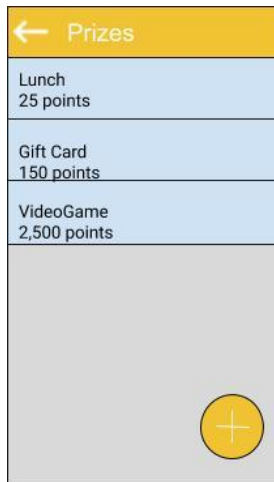 Prizes
Lunch
25 points
Gift Card
150 points
VideoGame
2,500 points